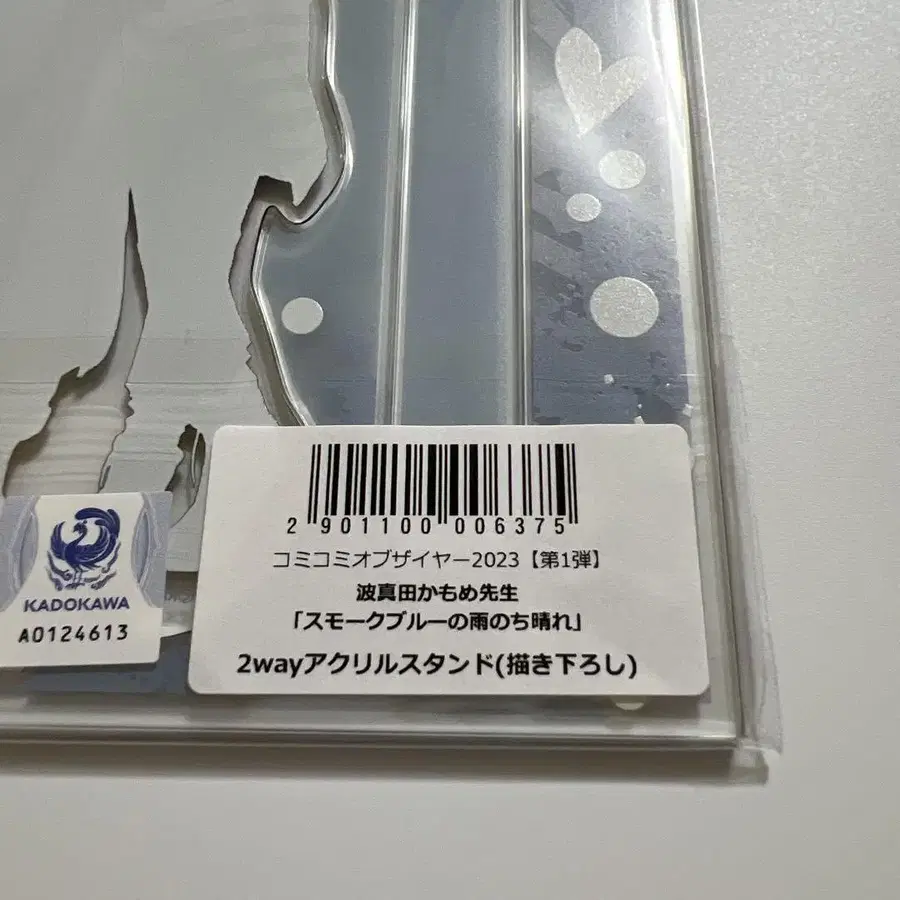 2 901100 006375
コミコミオブザイヤー2023【第1弾】
波真田かもめ先生
「スモークブルーの雨のち晴れ」
2wayアクリルスタンド(描き下ろし)
KADOKAWA
A0124613